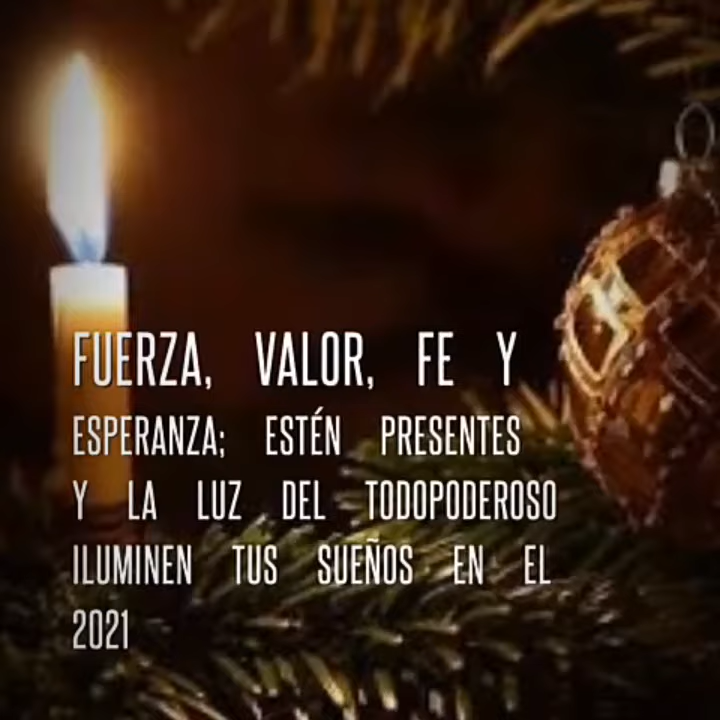 FUERZA, VALOR, FE Y
ESPERANZA; ESTÉN PRESENTES
Y LA LUZ DEL TODOPODEROSO
ILUMINEN TUS SUEÑOS EN EL
2021